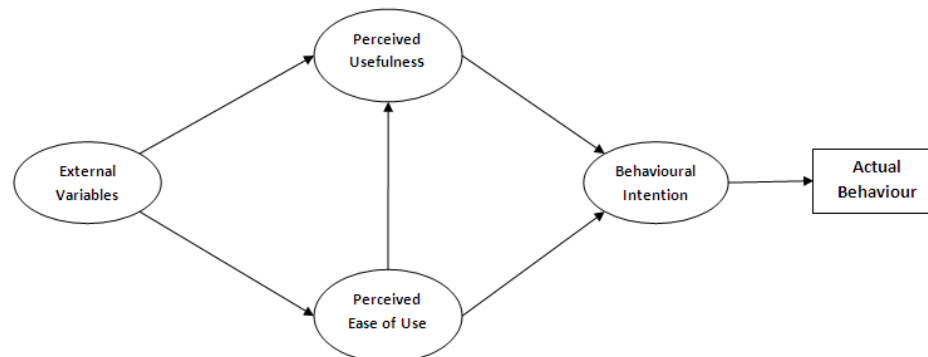 Perceived
Usefulness
External
Variables
Behavioural
Intention
Actual
Behaviour
Perceived
Ease of Use